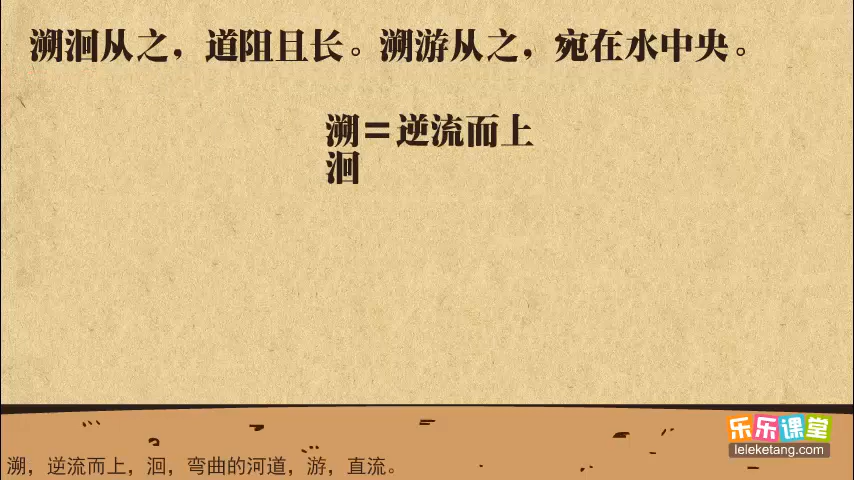 溯洄从之，道阻且长。溯游从之，宛在水中央。
溯＝逆流而上
洄
乐乐课堂
leleketang.com
溯，逆流而上，洄，弯曲的河道，游，直流。